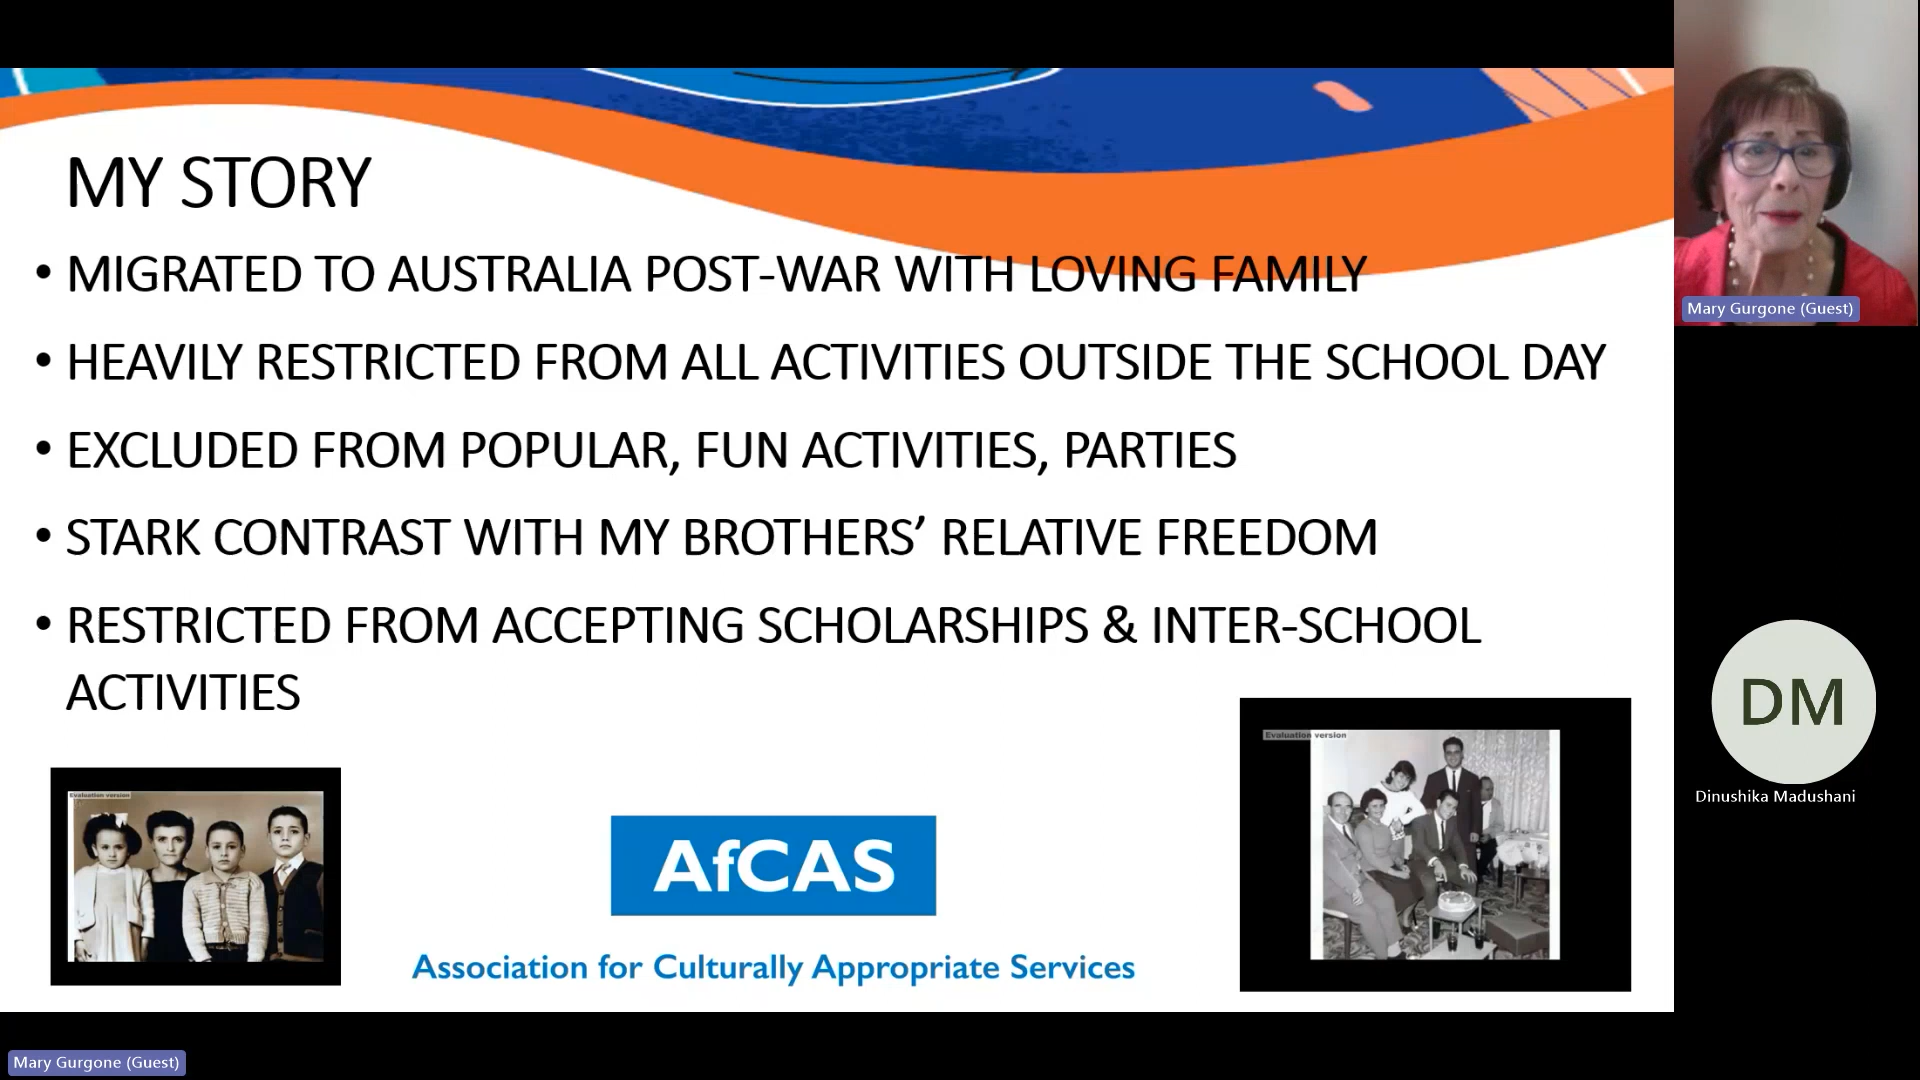 MY STORY
• MIGRATED TO AUSTRALIA POST-WAR WITH LOVING FAMILY
• HEAVILY RESTRICTED FROM ALL ACTIVITIES OUTSIDE THE SCHOOL DAY
• EXCLUDED FROM POPULAR, FUN ACTIVITIES, PARTIES
• STARK CONTRAST WITH MY BROTHERS’ RELATIVE FREEDOM
• RESTRICTED FROM ACCEPTING SCHOLARSHIPS & INTER-SCHOOL
ACTIVITIES
Evaluation version
Evaluation version
AfCAS
Association for Culturally Appropriate Services
Mary Gurgone (Guest)
DM
Dinushika Madushani
Mary Gurgone (Guest)